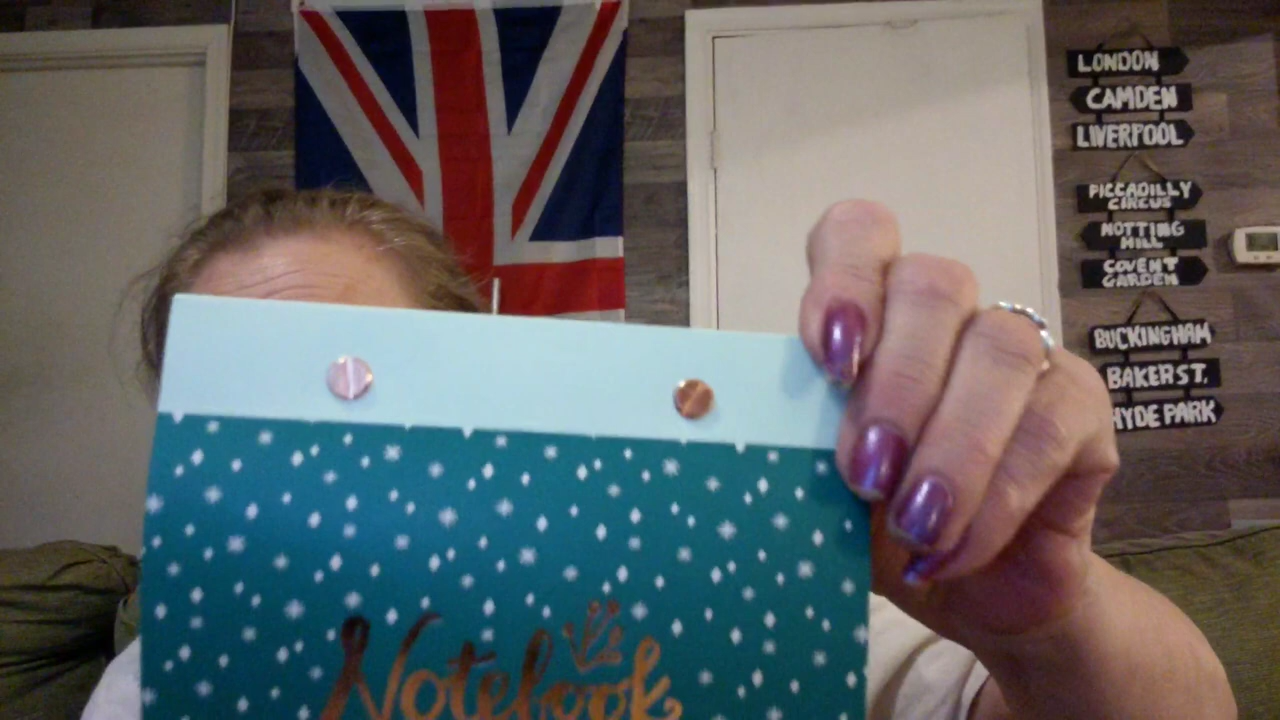 LONDON
CAMDEN
LIVERPOOL
PICCADILLY
CIRCUS
NOTTING
HILL
COVENT
GARDEN
BUCKINGHAM
BAKER ST.
HYDE PARK
Notebook